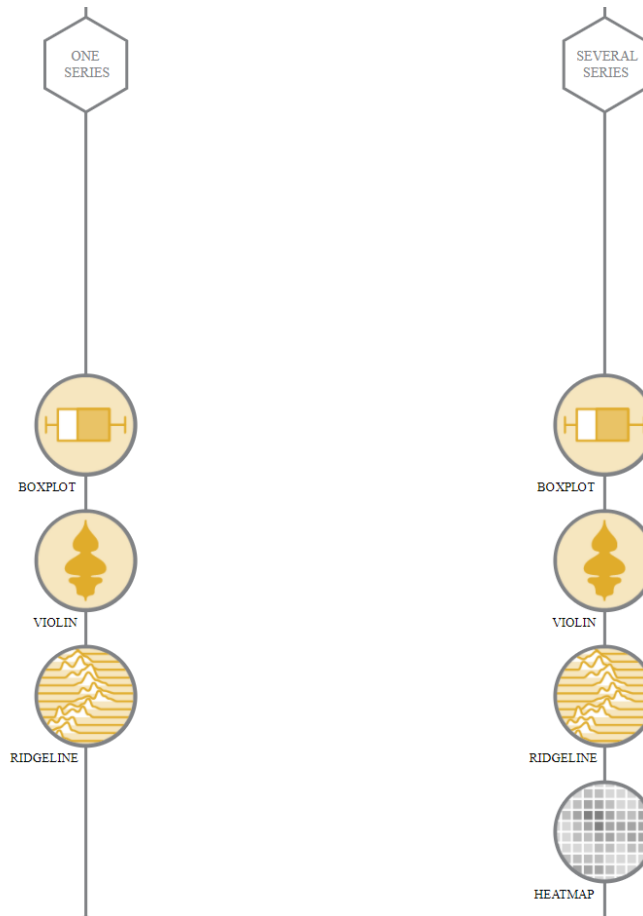 ONE
SERIES
BOXPLOT
VIOLIN
RIDGELINE
SEVERAL
SERIES
BOXPLOT
VIOLIN
RIDGELINE
HEATMAP